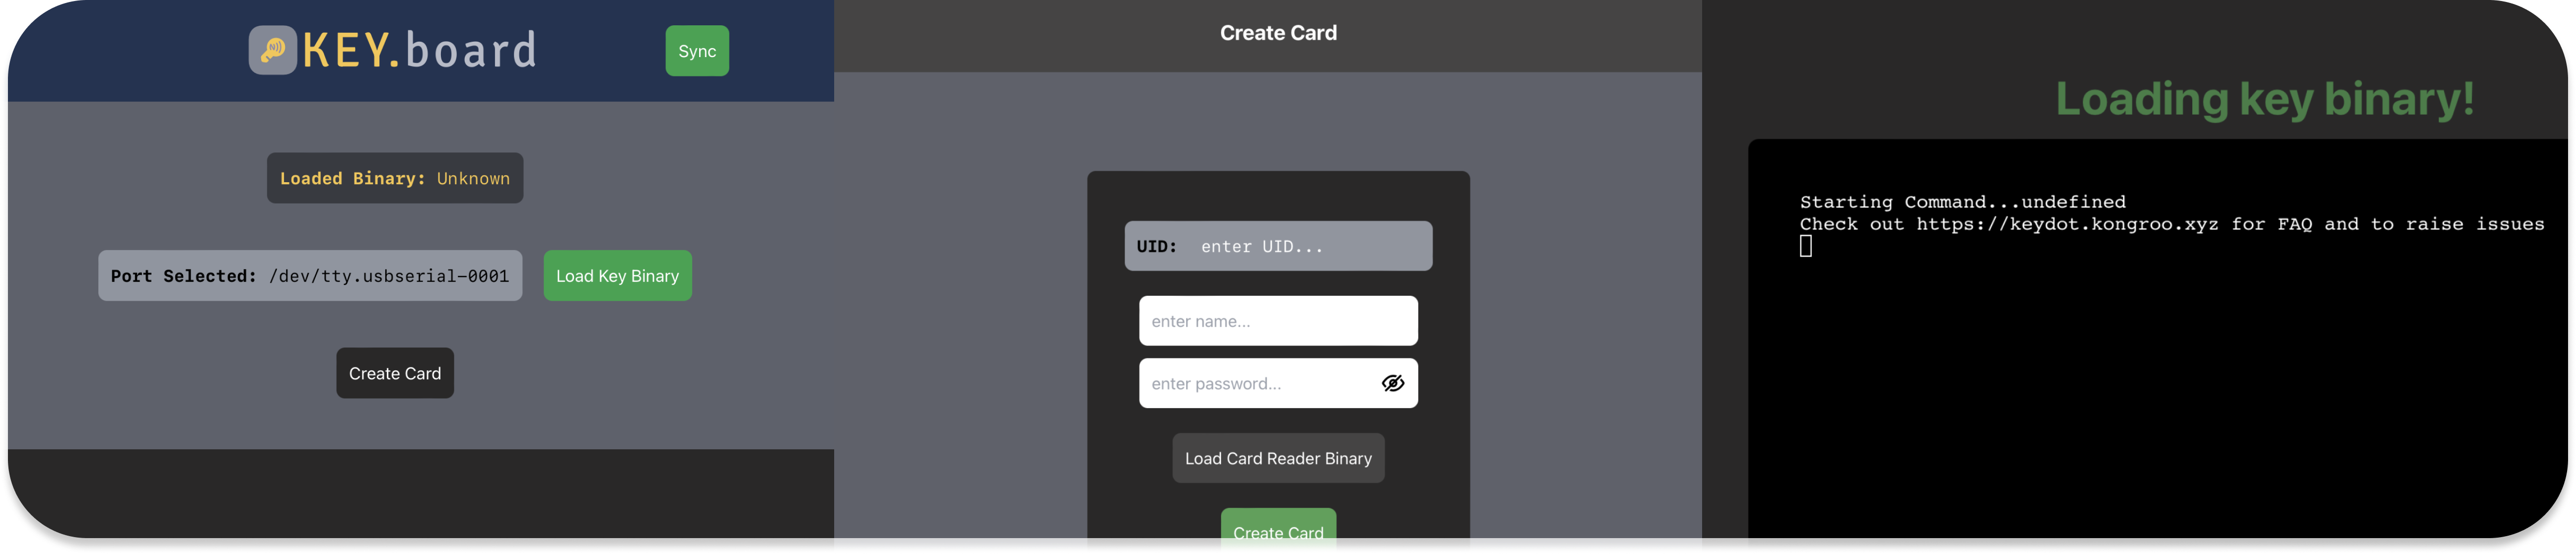 KEY.board
Sync
Loaded Binary: Unknown
Port Selected: /dev/tty.usbserial-0001
Load Key Binary
Create Card
Create Card
UID: enter UID...
enter name...
enter password...
Load Card Reader Binary
Create Card
Loading key binary!
Starting Command...undefined
Check out https://keydot.kongroo.xyz for FAQ and to raise issues